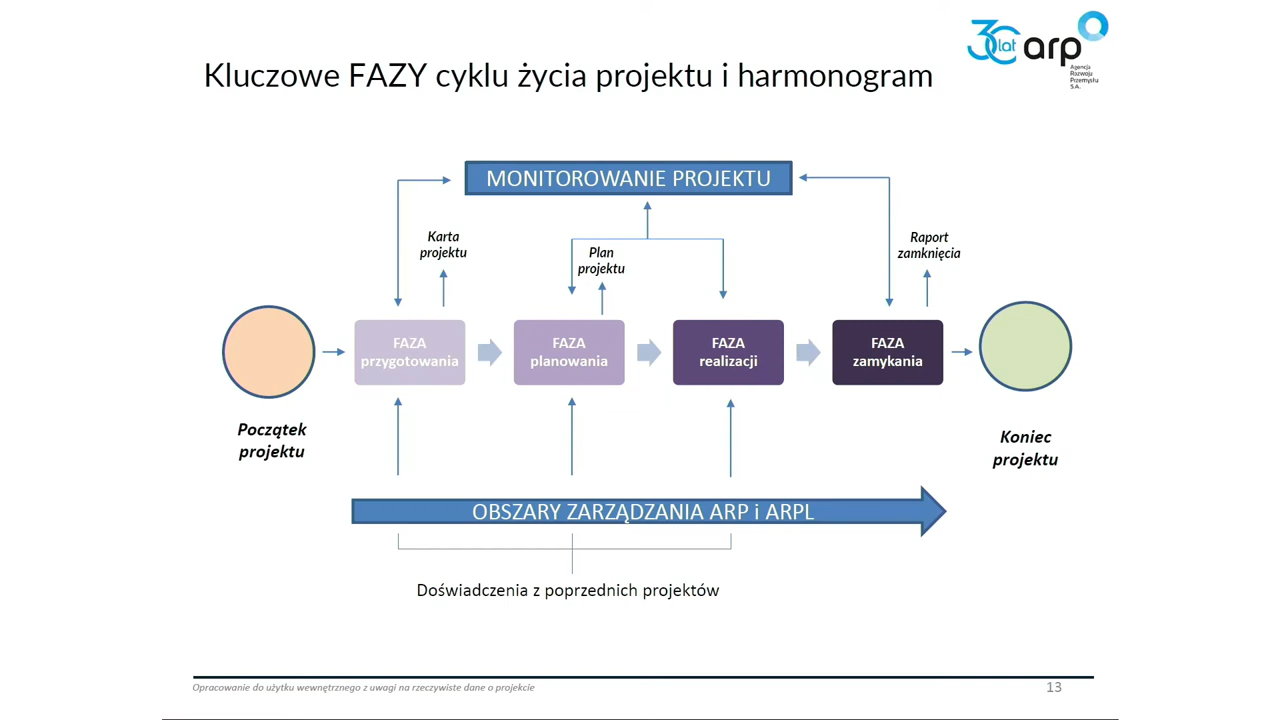 30 lat arp
Agencja
Rozwoju
Przemysłu
S.A.
Kluczowe FAZY cyklu życia projektu i harmonogram
MONITOROWANIE PROJEKTU
Karta
projektu
Plan
projektu
Raport
zamknięcia
FAZA
przygotowania
FAZA
planowania
FAZA
realizacji
FAZA
zamykania
Początek
projektu
Koniec
projektu
OBSZARY ZARZĄDZANIA ARP i ARPL
Doświadczenia z poprzednich projektów
Opracowanie do użytku wewnętrznego z uwagi na rzeczywiste dane o projekcie
13